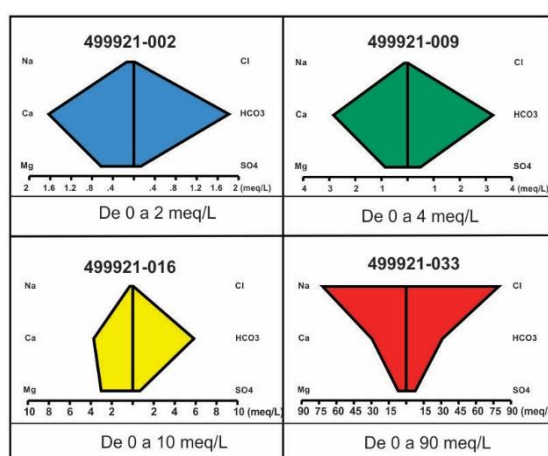 499921-002
Na Cl
Ca HCO3
Mg SO4
2 1.6 1.2 .8 .4 .4 .8 1.2 1.6 2 (meq/L)
De 0 a 2 meq/L
499921-009
Na Cl
Ca HCO3
Mg SO4
4 3 2 1 1 2 3 4 (meq/L)
De 0 a 4 meq/L
499921-016
Na Cl
Ca HCO3
Mg SO4
10 8 6 4 2 2 4 6 8 10 (meq/L)
De 0 a 10 meq/L
499921-033
Na Cl
Ca HCO3
Mg SO4
90 75 60 45 30 15 15 30 45 60 75 90 (meq/L)
De 0 a 90 meq/L